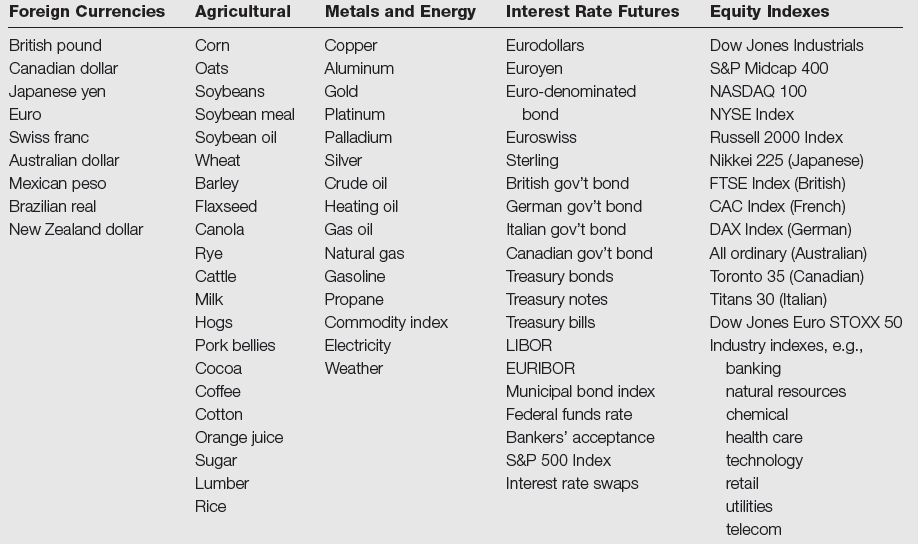 Foreign Currencies
British pound
Canadian dollar
Japanese yen
Euro
Swiss franc
Australian dollar
Mexican peso
Brazilian real
New Zealand dollar
Agricultural
Corn
Oats
Soybeans
Soybean meal
Soybean oil
Wheat
Barley
Flaxseed
Canola
Rye
Cattle
Milk
Hogs
Pork bellies
Cocoa
Coffee
Cotton
Orange juice
Sugar
Lumber
Rice
Metals and Energy
Copper
Aluminum
Gold
Platinum
Palladium
Silver
Crude oil
Heating oil
Gas oil
Natural gas
Gasoline
Propane
Commodity index
Electricity
Weather
Interest Rate Futures
Eurodollars
Euroyen
Euro-denominated
bond
Euroswiss
Sterling
British gov't bond
German gov't bond
Italian gov't bond
Canadian gov't bond
Treasury bonds
Treasury notes
Treasury bills
LIBOR
EURIBOR
Municipal bond index
Federal funds rate
Bankers' acceptance
S&P 500 Index
Interest rate swaps
Equity Indexes
Dow Jones Industrials
S&P Midcap 400
NASDAQ 100
NYSE Index
Russell 2000 Index
Nikkei 225 (Japanese)
FTSE Index (British)
CAC Index (French)
DAX Index (German)
All ordinary (Australian)
Toronto 35 (Canadian)
Titans 30 (Italian)
Dow Jones Euro STOXX 50
Industry indexes, e.g.,
banking
natural resources
chemical
health care
technology
retail
utilities
telecom